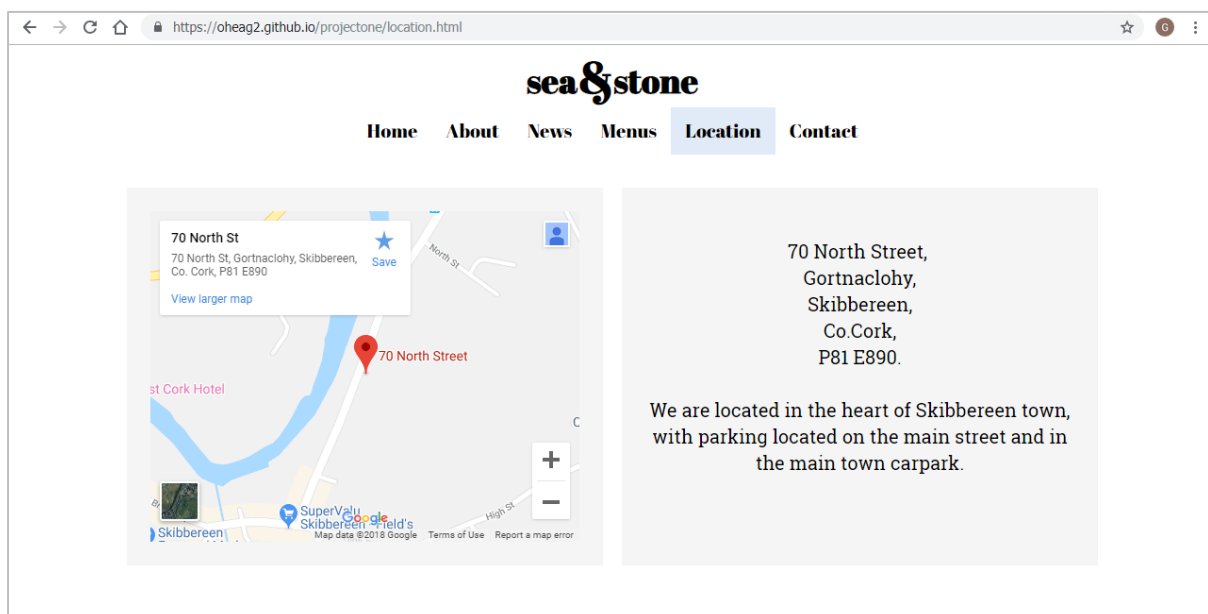 https://oheag2.github.io/projectone/location.html
G
sea&stone
Home About News Menus Location Contact
70 North St
70 North St, Gortnaclohy, Skibbereen,
Co. Cork, P81 E890
View larger map
Save
North St
70 North Street
st Cork Hotel
C
SuperValu
Skibbereen - Field's
High St
Skibbereen
Google
Map data ©2018 Google Terms of Use Report a map error
70 North Street,
Gortnaclohy,
Skibbereen,
Co.Cork,
P81 E890.
We are located in the heart of Skibbereen town,
with parking located on the main street and in
the main town carpark.